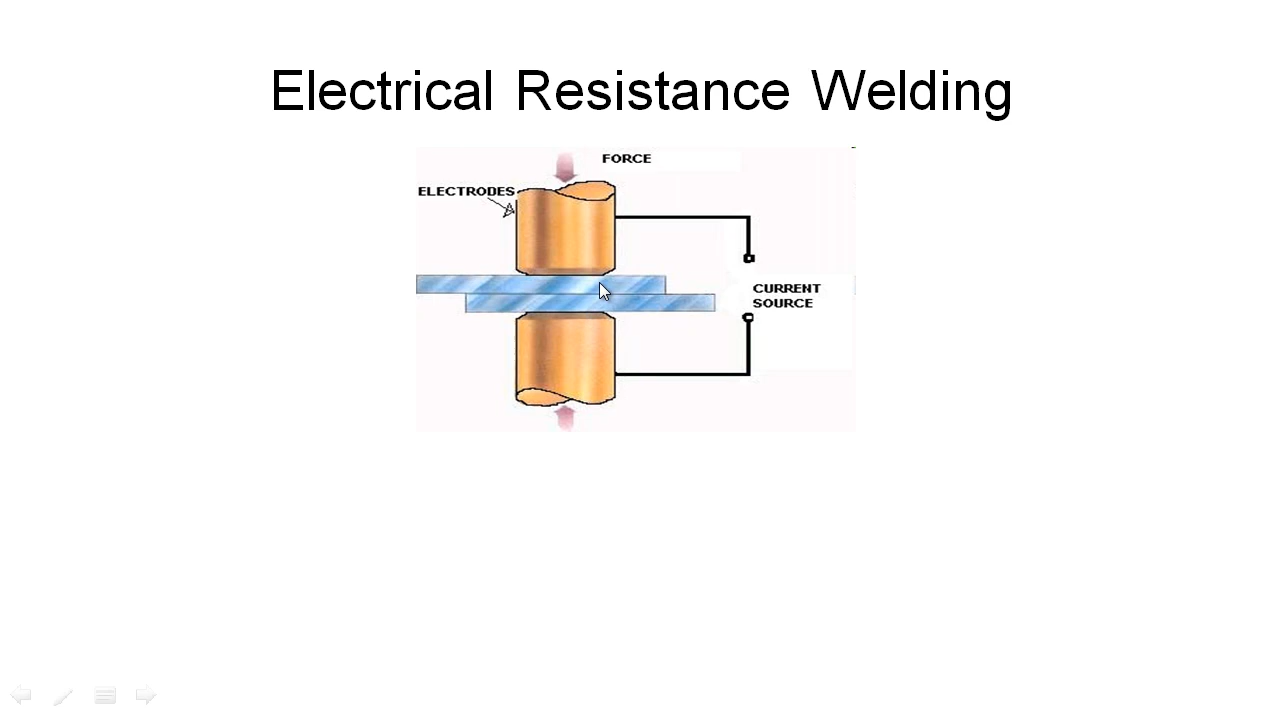 Electrical Resistance Welding
FORCE
ELECTRODES
CURRENT
SOURCE